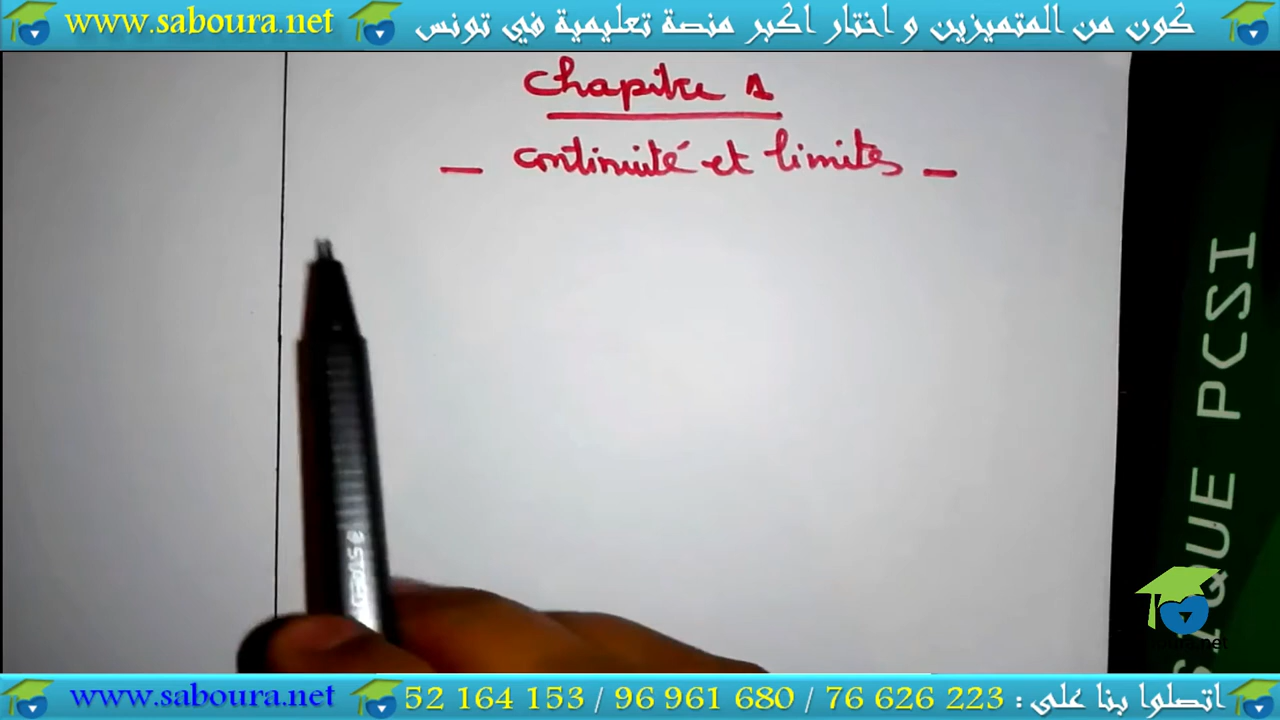 www.saboura.net كون من المتميزين و اختار اكبر منصة تعليمية في تونس
Chapitre 1
_ continuité et limites _
SIQUE PCSI
www.saboura.net 52 164 153 / 96 961 680 / 76 626 223 : اتصلوا بنا على